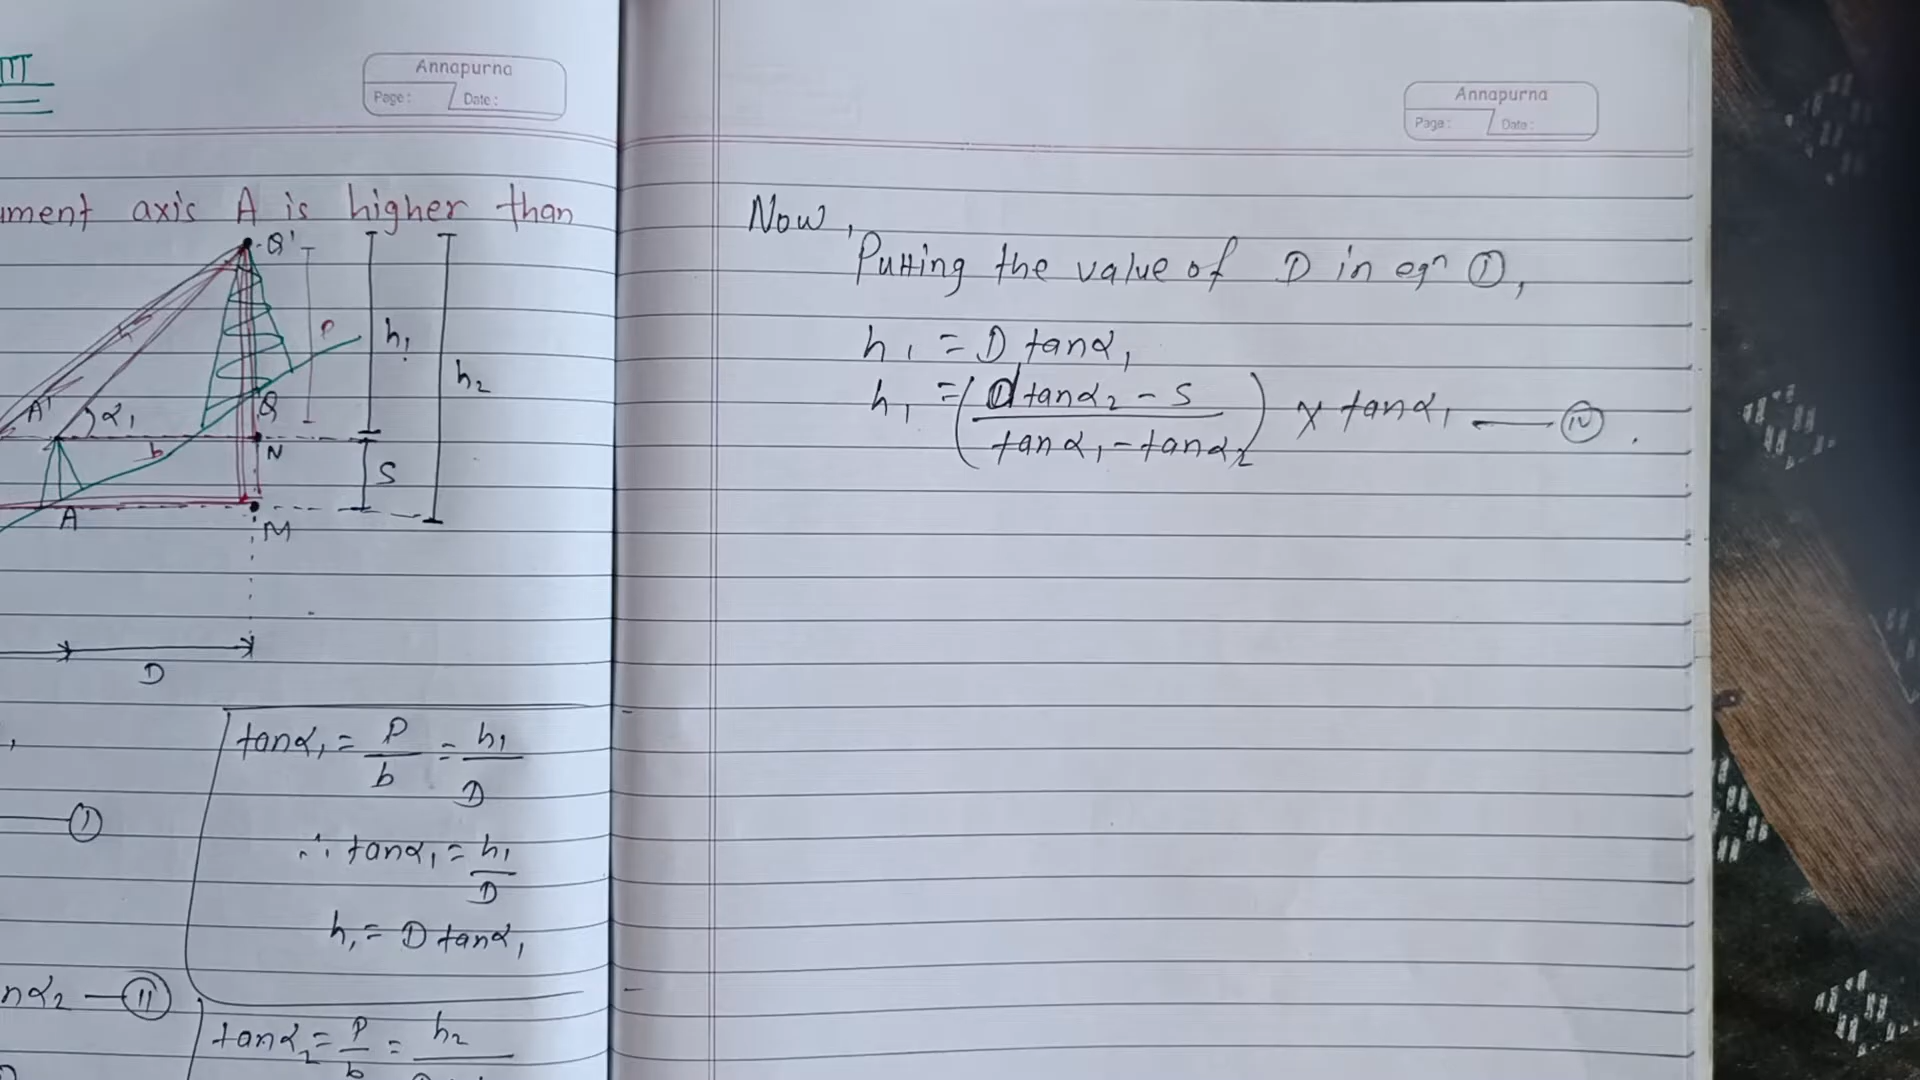 III
Annapurna
Page: Date:
ument axis A is higher than
Q'
P
h₁
h₂
A'
α₁
Q
b
N
S
A
M
D
,
tanα₁ = P/b = h₁/D
①
∴ tanα₁ = h₁/D
h₁ = D tanα₁
nα₂ — ⑪
tanα₂ = P/b = h₂
Annapurna
Page: Date:
Now,
Putting the value of D in eqⁿ ①,
h₁ = D tanα₁
h₁ = (d tanα₂ - S / tanα₁ - tanα₂) × tanα₁ — ⓘⓥ .